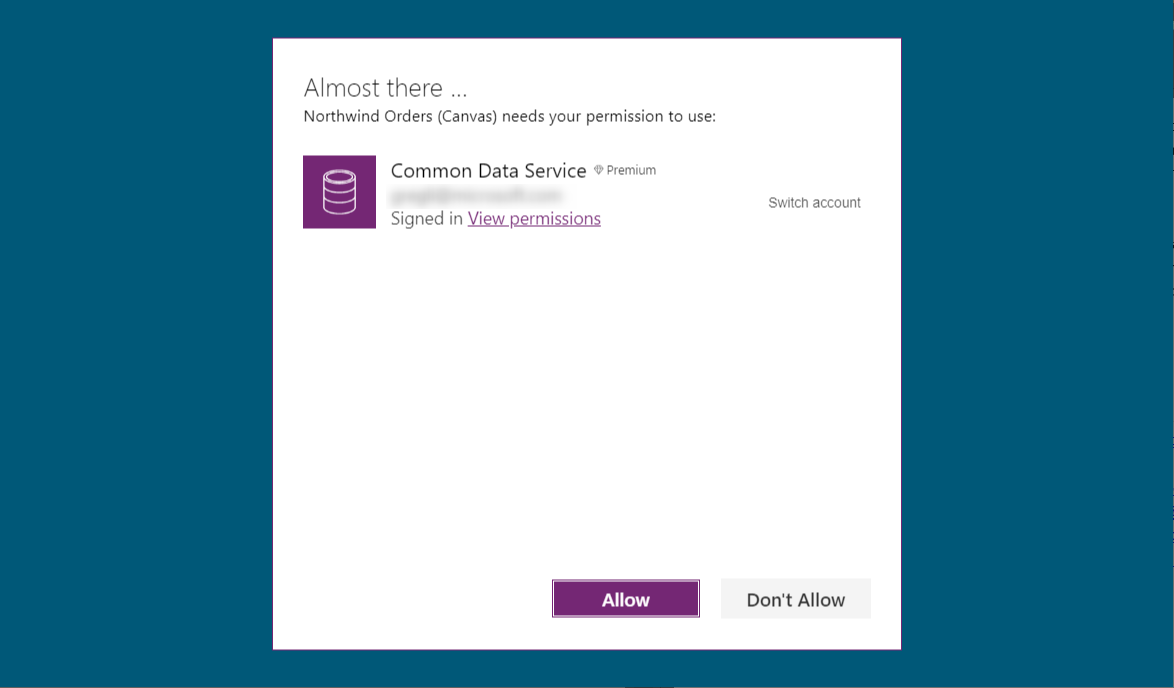 Almost there ...
Northwind Orders (Canvas) needs your permission to use:
Common Data Service Premium
Signed in View permissions
Switch account
Allow
Don't Allow